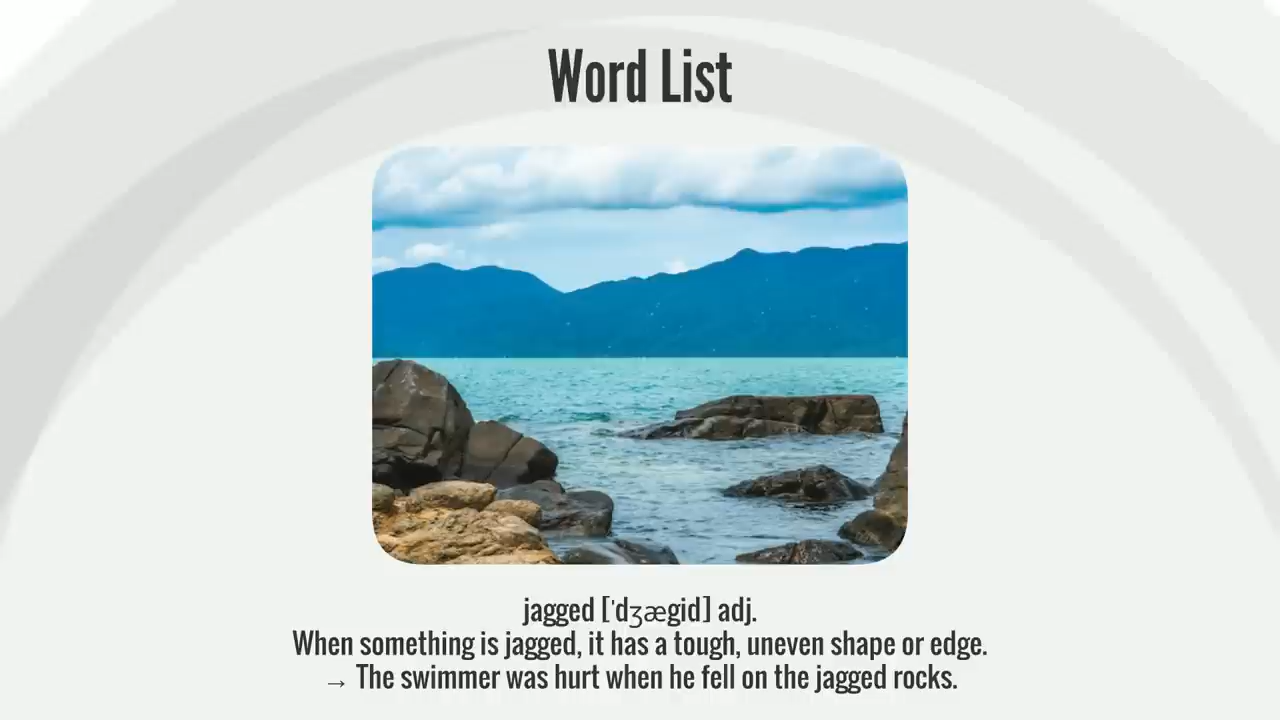 Word List
jagged [ˈdʒægid] adj.
When something is jagged, it has a tough, uneven shape or edge.
→ The swimmer was hurt when he fell on the jagged rocks.